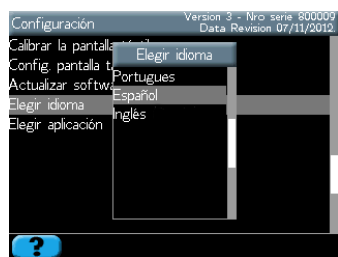 Configuración
Version 3 - Nro serie 800009
Data Revision 07/11/2012.
Calibrar la pantalla
Config. pantalla
Actualizar softwa
Elegir idioma
Elegir aplicación
Elegir idioma
Portugues
Español
Inglés
?